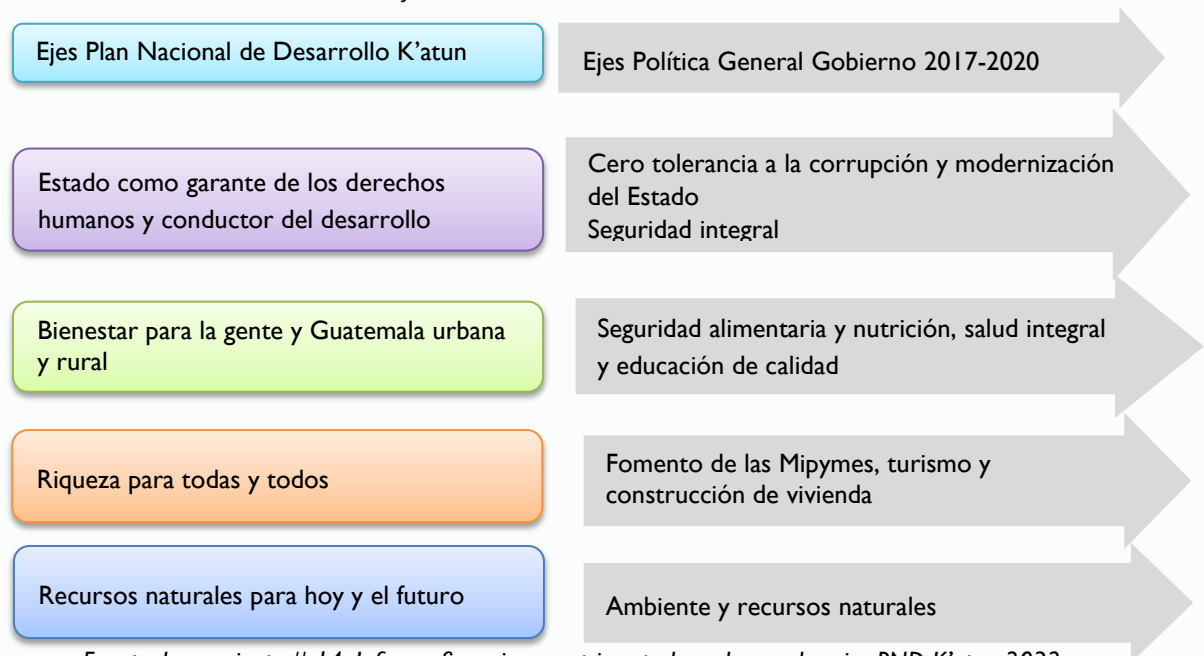 Ejes Plan Nacional de Desarrollo K’atun
Ejes Política General Gobierno 2017-2020
Estado como garante de los derechos
humanos y conductor del desarrollo
Cero tolerancia a la corrupción y modernización
del Estado
Seguridad integral
Bienestar para la gente y Guatemala urbana
y rural
Seguridad alimentaria y nutrición, salud integral
y educación de calidad
Riqueza para todas y todos
Fomento de las Mipymes, turismo y
construcción de vivienda
Recursos naturales para hoy y el futuro
Ambiente y recursos naturales